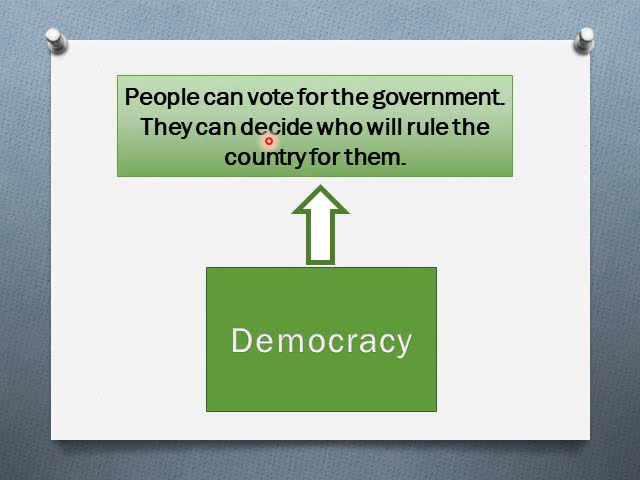 People can vote for the government.
They can decide who will rule the
country for them.
Democracy